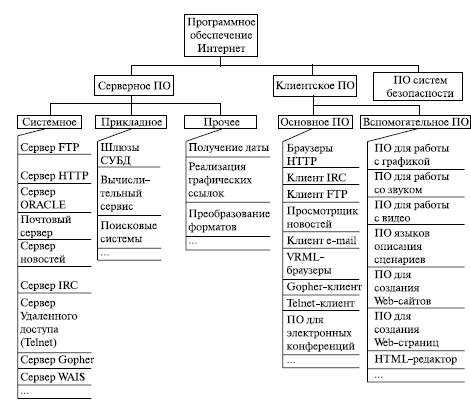 Программное
обеспечение
Интернет
Серверное ПО
Клиентское ПО
ПО систем
безопасности
Системное
Прикладное
Прочее
Основное ПО
Вспомогательное ПО
Сервер FTP
Сервер HTTP
Сервер
ORACLE
Почтовый
сервер
Сервер
новостей
Сервер IRC
Сервер
Удаленного
доступа
(Telnet)
Сервер Gopher
Сервер WAIS
...
Шлюзы
СУБД
Вычисли-
тельный
сервис
Поисковые
системы
...
Получение даты
Реализация
графических
ссылок
Преобразование
форматов
...
Браузеры
HTTP
Клиент IRC
Клиент FTP
Просмотрщик
новостей
Клиент e-mail
VRML-
браузеры
Gopher-клиент
Telnet-клиент
ПО для
электронных
конференций
...
ПО для работы
с графикой
ПО для работы
со звуком
ПО для работы
с видео
ПО языков
описания
сценариев
ПО для
создания
Web-сайтов
ПО для
создания
Web-страниц
HTML-редактор
...